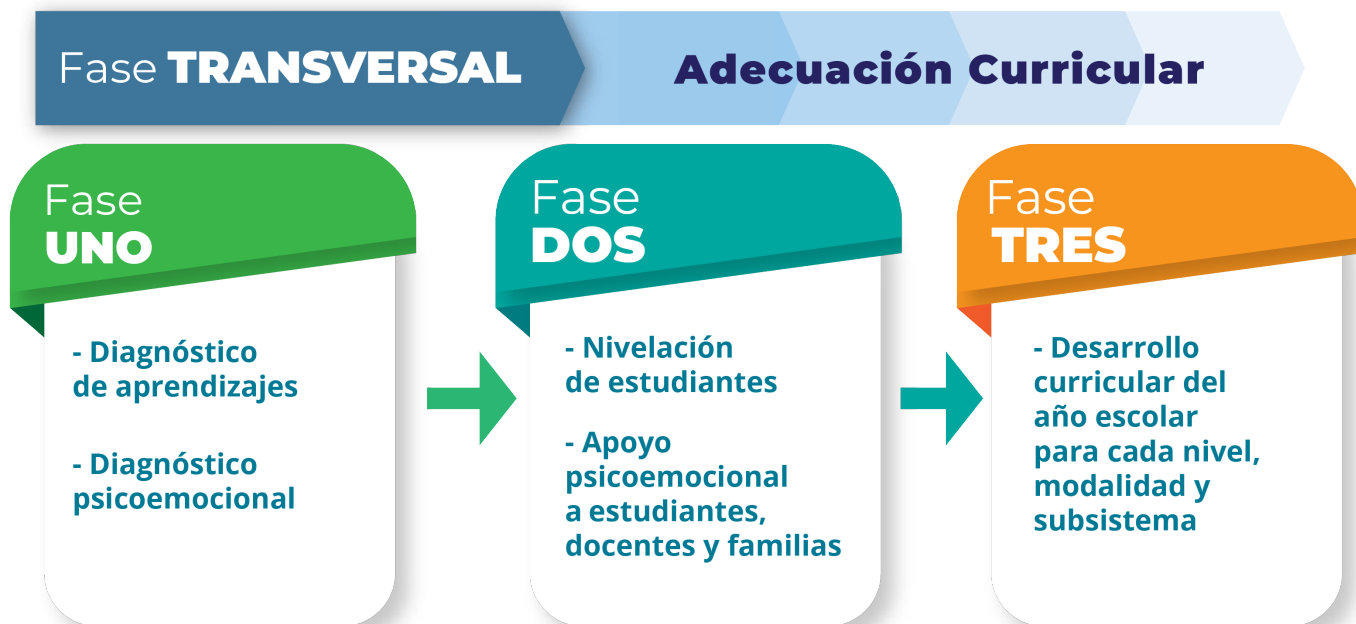 Fase TRANSVERSAL
Adecuación Curricular
Fase
UNO
- Diagnóstico
de aprendizajes
- Diagnóstico
psicoemocional
Fase
DOS
- Nivelación
de estudiantes
- Apoyo
psicoemocional
a estudiantes,
docentes y familias
Fase
TRES
- Desarrollo
curricular del
año escolar
para cada nivel,
modalidad y
subsistema